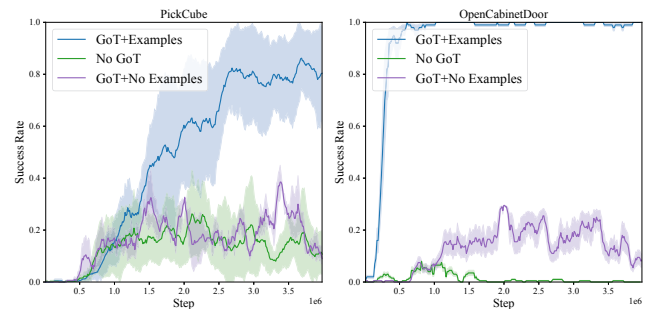 PickCube
GoT+Examples
No GoT
GoT+No Examples
Success Rate
1.0
0.8
0.6
0.4
0.2
0.0
0.5
1.0
1.5
2.0
2.5
3.0
3.5
Step
1e6
OpenCabinetDoor
GoT+Examples
No GoT
GoT+No Examples
Success Rate
1.0
0.8
0.6
0.4
0.2
0.0
0.5
1.0
1.5
2.0
2.5
3.0
3.5
Step
1e6